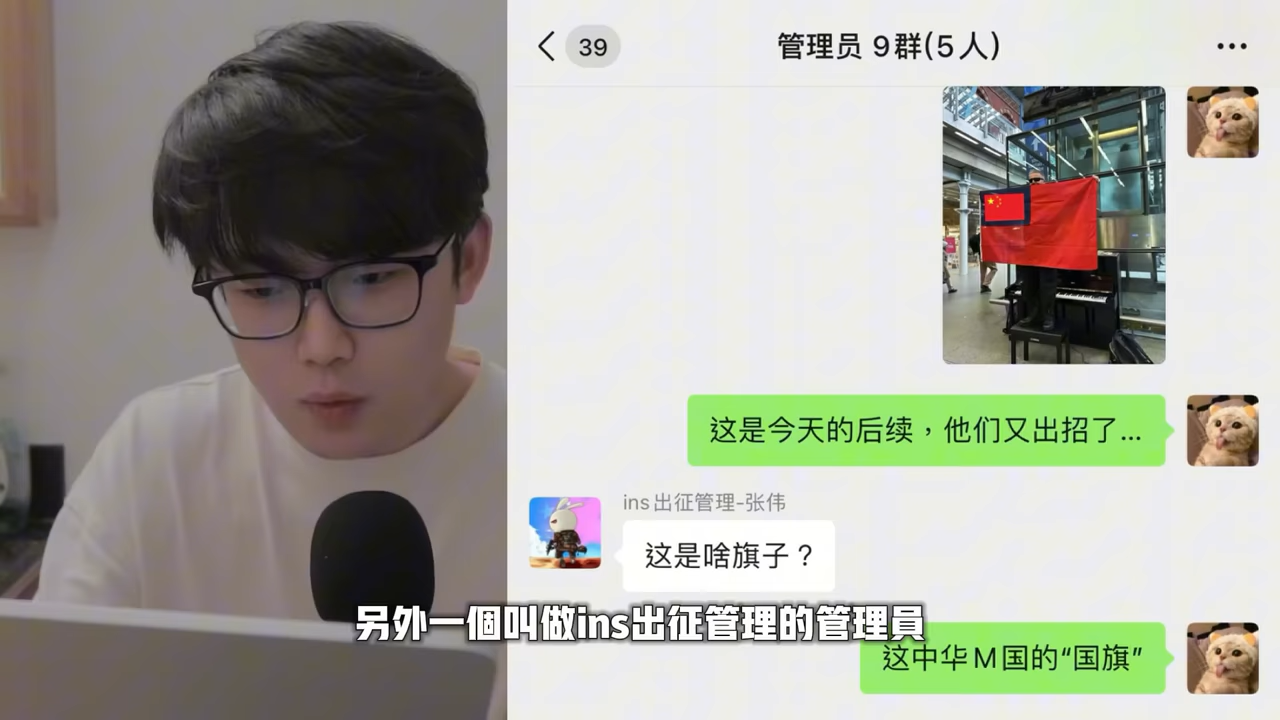 39
管理员 9群(5人)
这是今天的后续，他们又出招了...
ins出征管理-张伟
这是啥旗子？
另外一個叫做ins出征管理的管理員
这中华M国的“国旗”